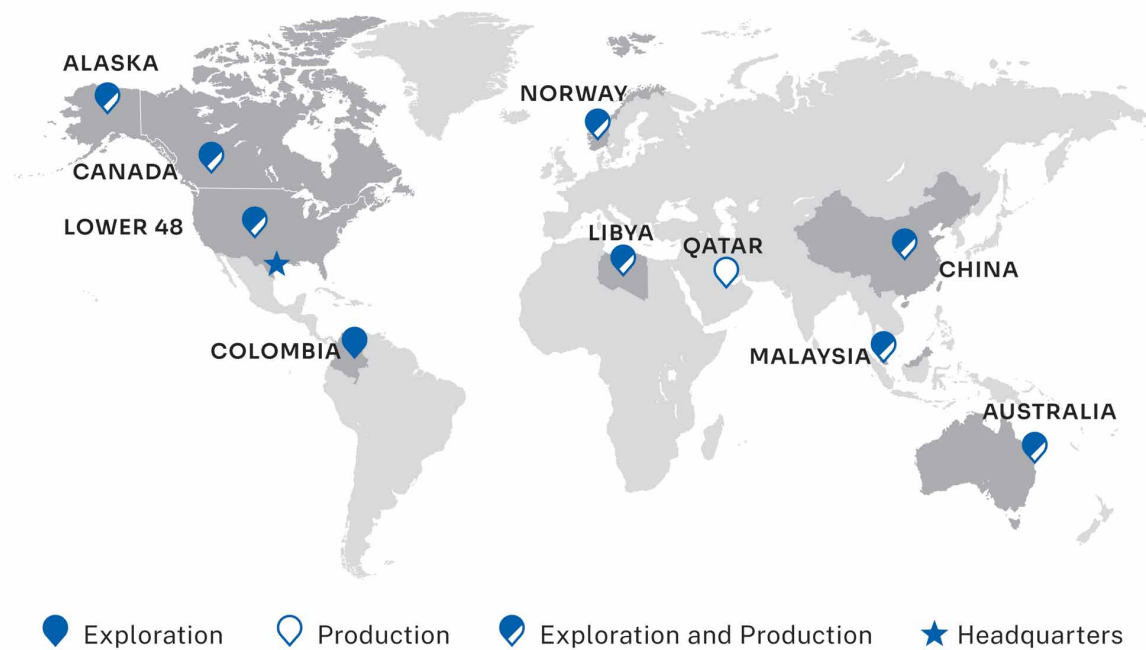 ALASKA
NORWAY
CANADA
LOWER 48
LIBYA
QATAR
CHINA
COLOMBIA
MALAYSIA
AUSTRALIA
Exploration
Production
Exploration and Production
Headquarters